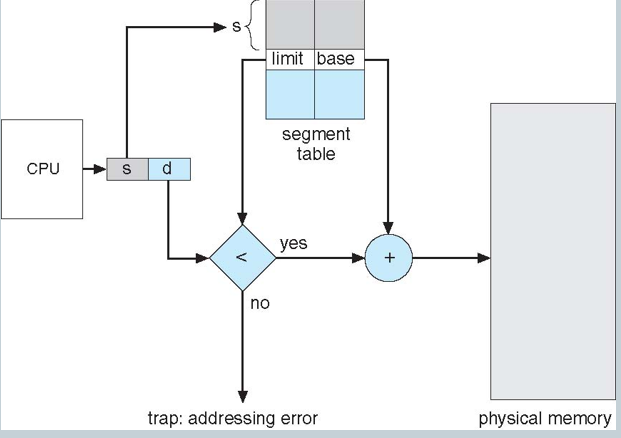 s
limit base
segment
table
CPU
s d
<
yes
+
no
trap: addressing error
physical memory